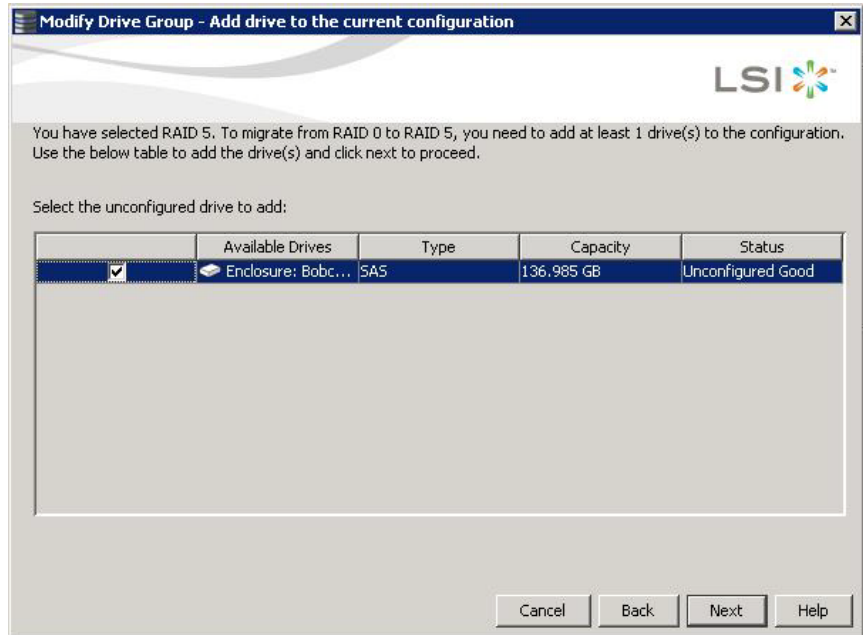 Modify Drive Group - Add drive to the current configuration
LSI
You have selected RAID 5. To migrate from RAID 0 to RAID 5, you need to add at least 1 drive(s) to the configuration.
Use the below table to add the drive(s) and click next to proceed.
Select the unconfigured drive to add:
Available Drives Type Capacity Status
Enclosure: Bobc... SAS 136.985 GB Unconfigured Good
Cancel Back Next Help